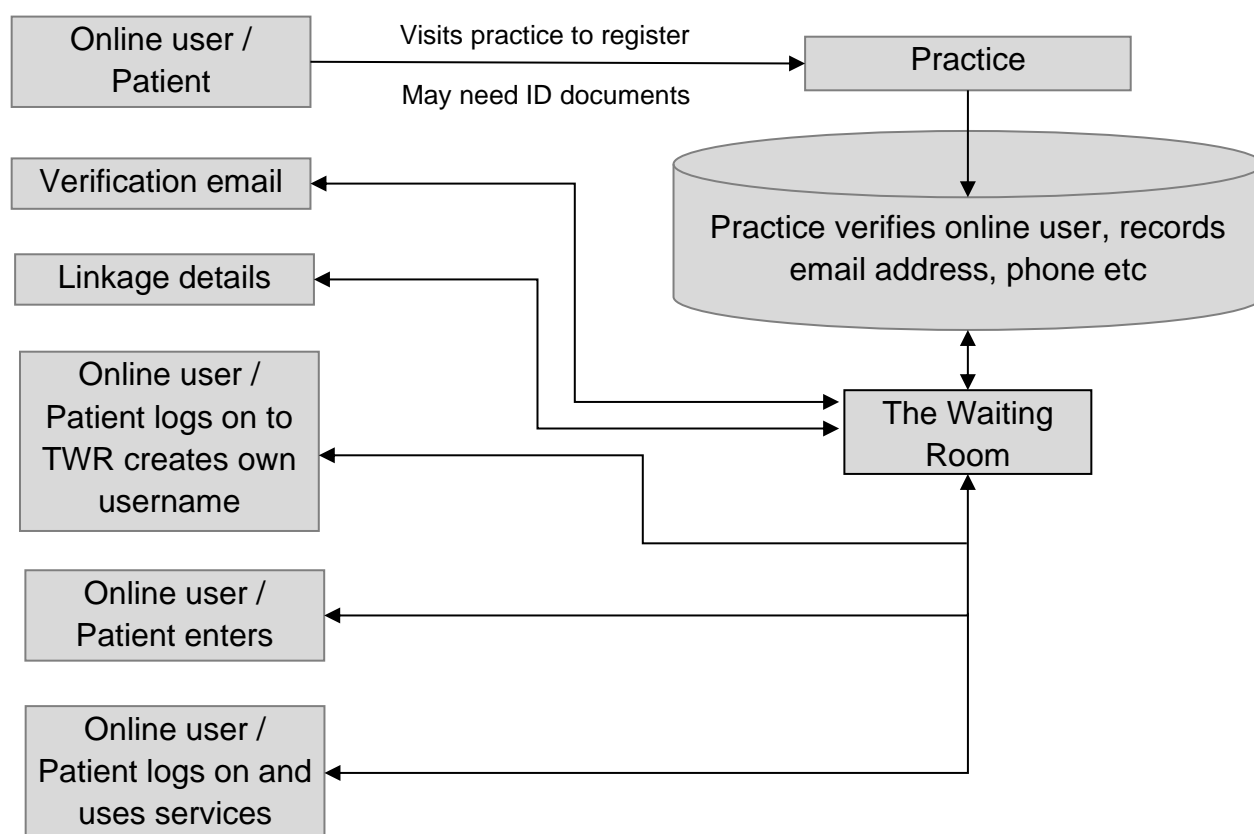 Online user /
Patient
Visits practice to register
May need ID documents
Practice
Verification email
Practice verifies online user, records
email address, phone etc
Linkage details
Online user /
Patient logs on to
TWR creates own
username
The Waiting
Room
Online user /
Patient enters
Online user /
Patient logs on and
uses services